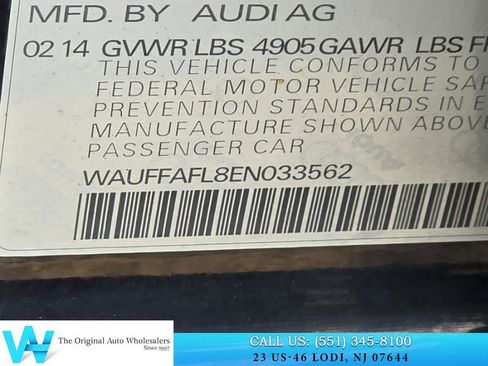 MFD. BY AUDI AG
02 14 GVWR LBS 4905 GAWR LBS
THIS VEHICLE CONFORMS TO
FEDERAL MOTOR VEHICLE
PREVENTION STANDARDS IN
MANUFACTURE SHOWN ABOVE
PASSENGER CAR
WAUFFAFL8EN033562
W
The Original Auto Wholesalers
Since 1997
CALL US: (551) 345-8100
23 US-46 LODI, NJ 07644